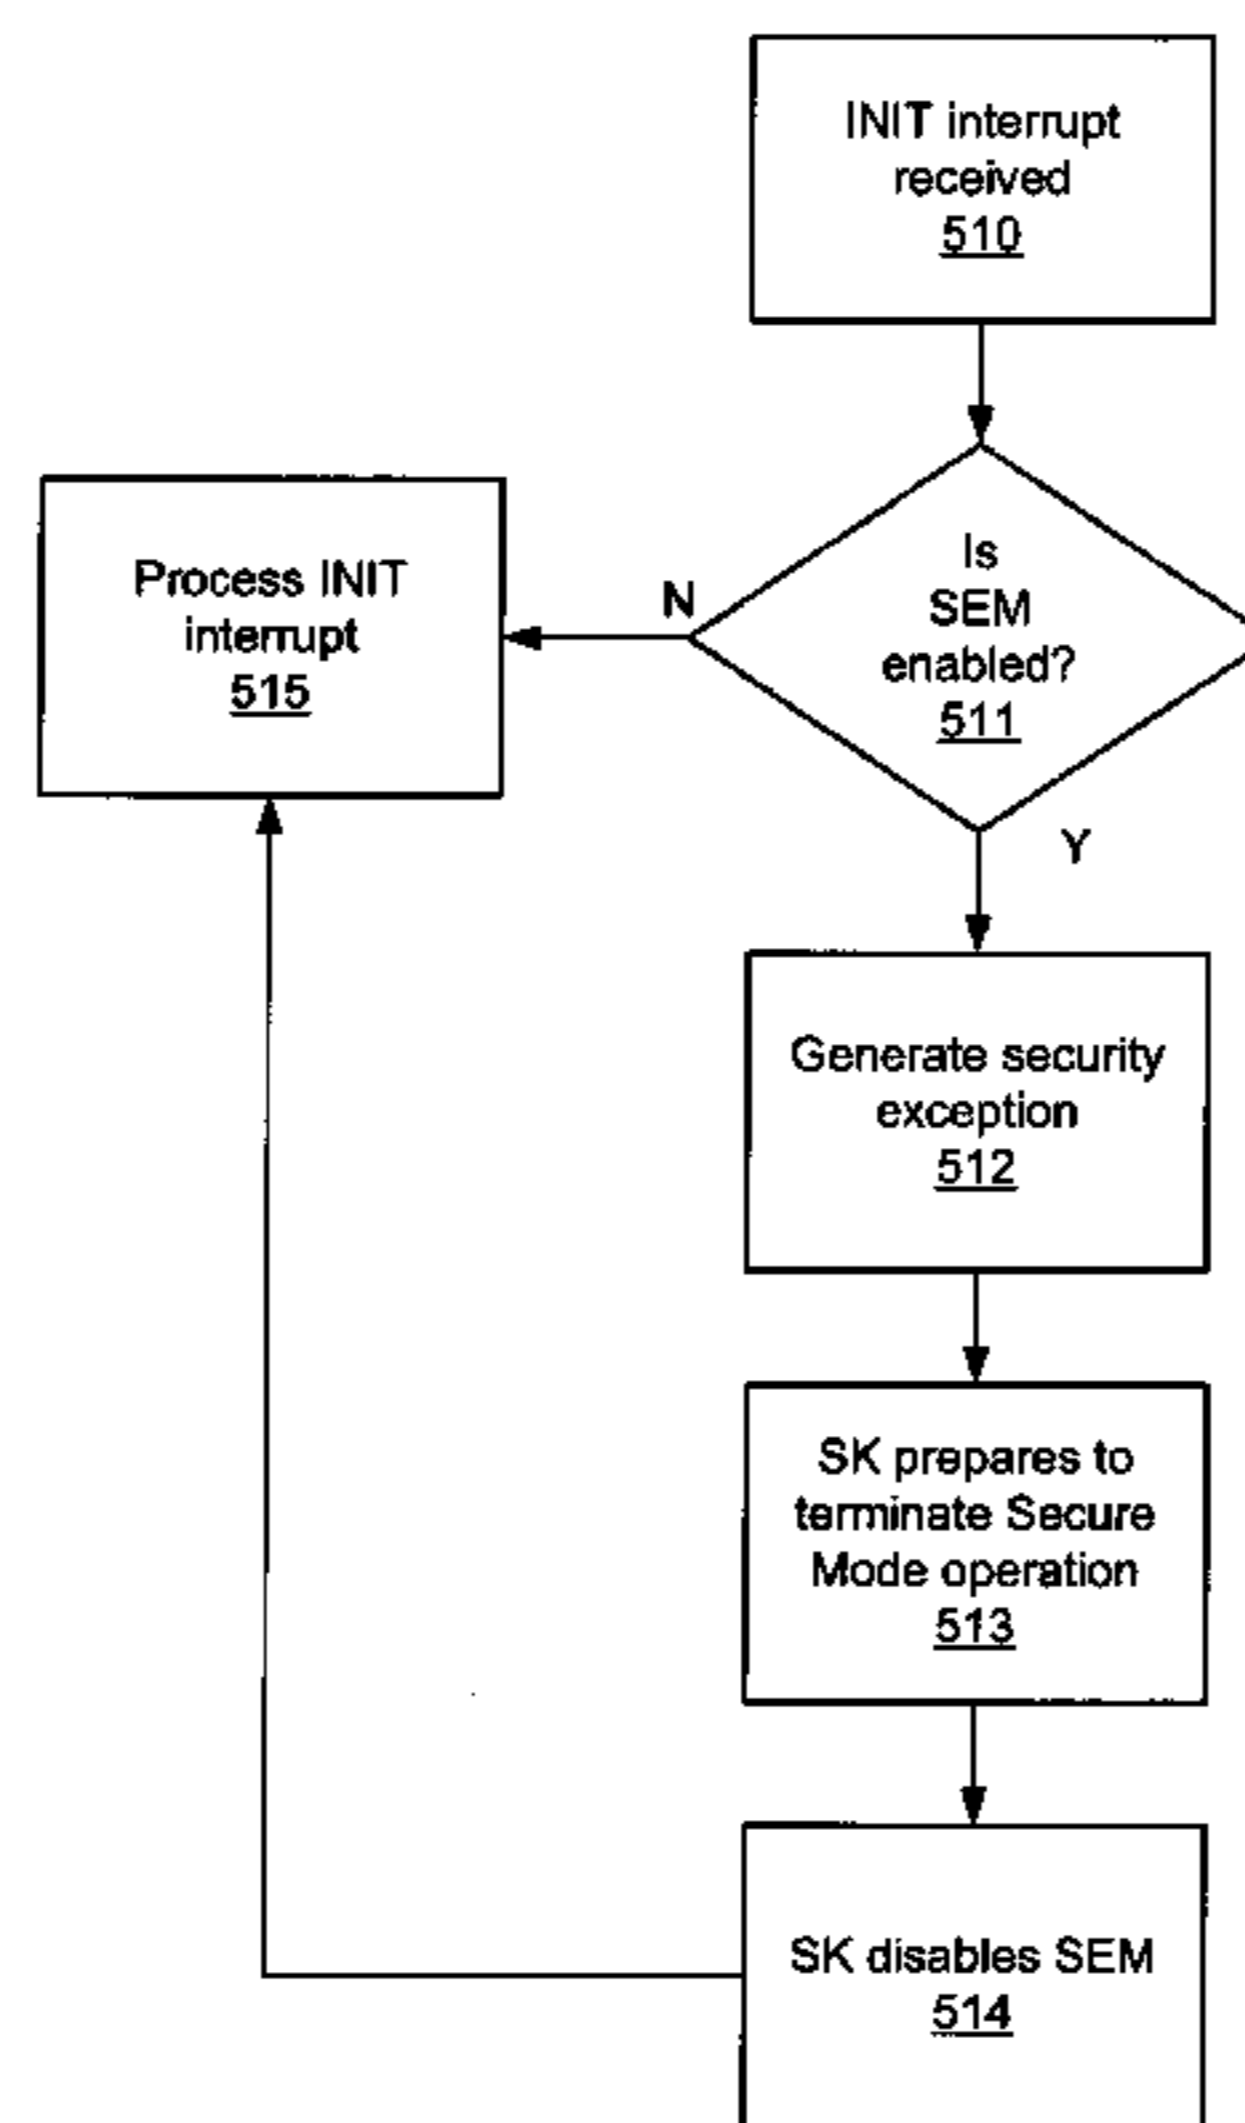 INIT interrupt
received
510
Is
SEM
enabled?
511
N
Y
Process INIT
interrupt
515
Generate security
exception
512
SK prepares to
terminate Secure
Mode operation
513
SK disables SEM
514